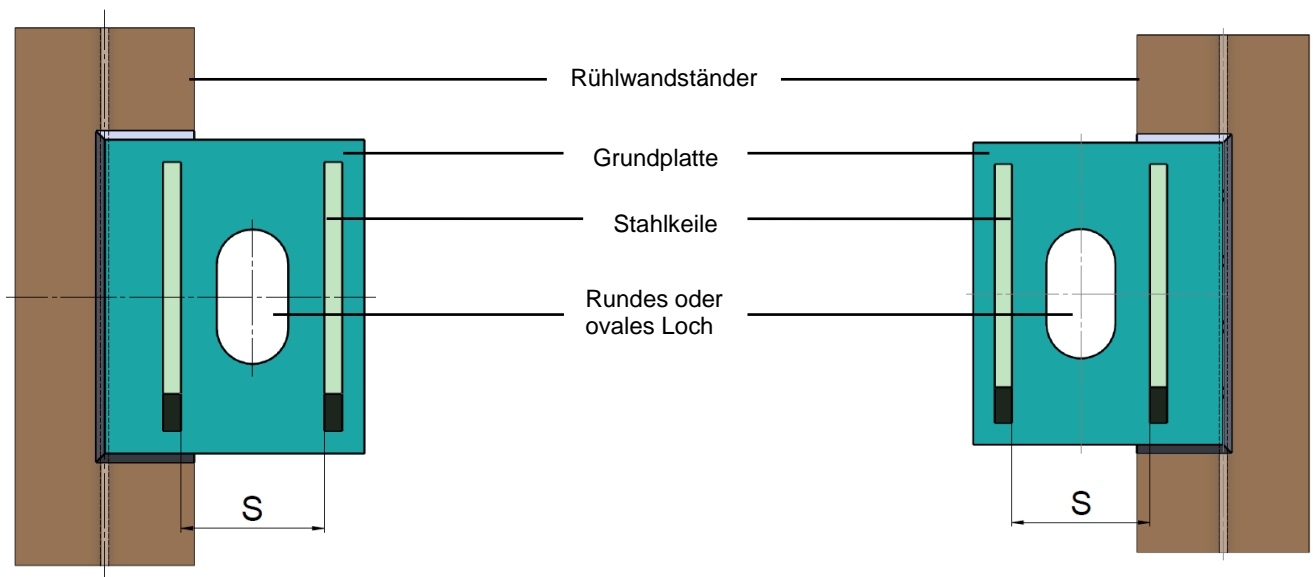 Rühlwandständer
Grundplatte
Stahlkeile
Rundes oder
ovales Loch
S
S